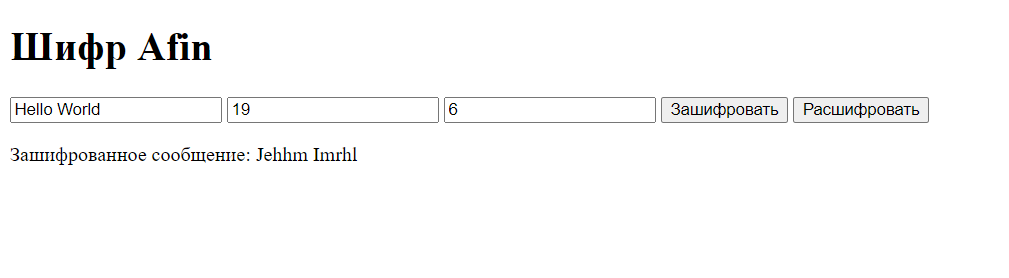 Шифр Afin
Hello World 19 6 Зашифровать Расшифровать
Зашифрованное сообщение: Jehhm Imrhl